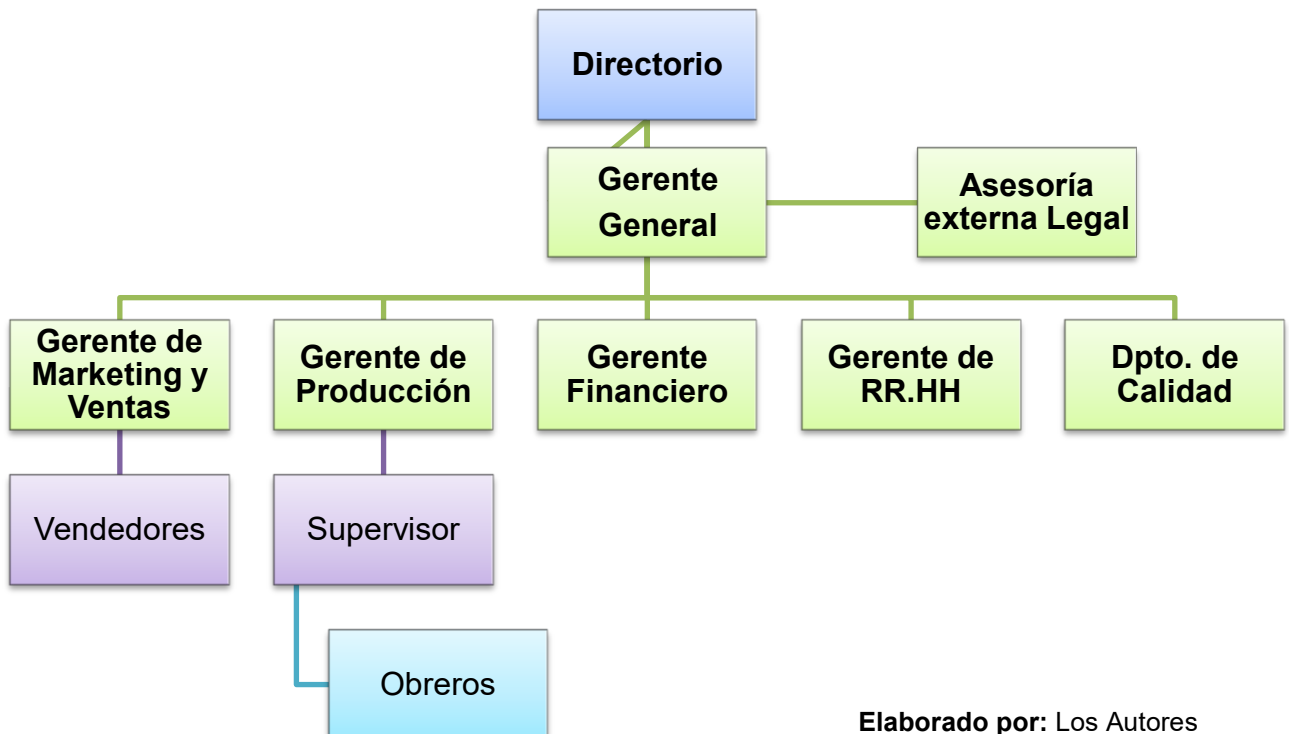 Directorio
Gerente
General
Asesoría
externa Legal
Gerente de
Marketing y
Ventas
Gerente de
Producción
Gerente
Financiero
Gerente de
RR.HH
Dpto. de
Calidad
Vendedores
Supervisor
Obreros
Elaborado por: Los Autores